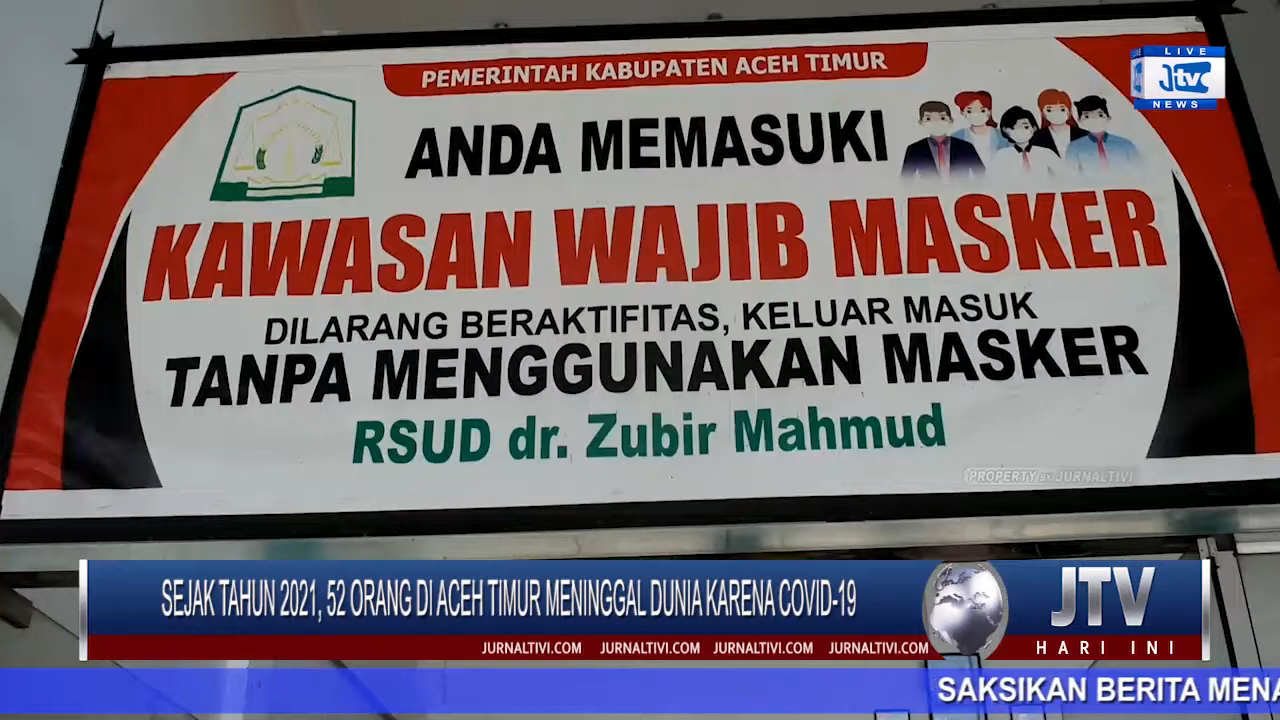 PEMERINTAH KABUPATEN ACEH TIMUR
LIVE
Jtvc
NEWS
ANDA MEMASUKI
KAWASAN WAJIB MASKER
DILARANG BERAKTIFITAS, KELUAR MASUK
TANPA MENGGUNAKAN MASKER
RSUD dr. Zubir Mahmud
PROPERTY BY JURNALTIVI
SEJAK TAHUN 2021, 52 ORANG DI ACEH TIMUR MENINGGAL DUNIA KARENA COVID-19
JTV
HARI INI
JURNALTIVI.COM JURNALTIVI.COM JURNALTIVI.COM JURNALTIVI.COM
SAKSIKAN BERITA MENA